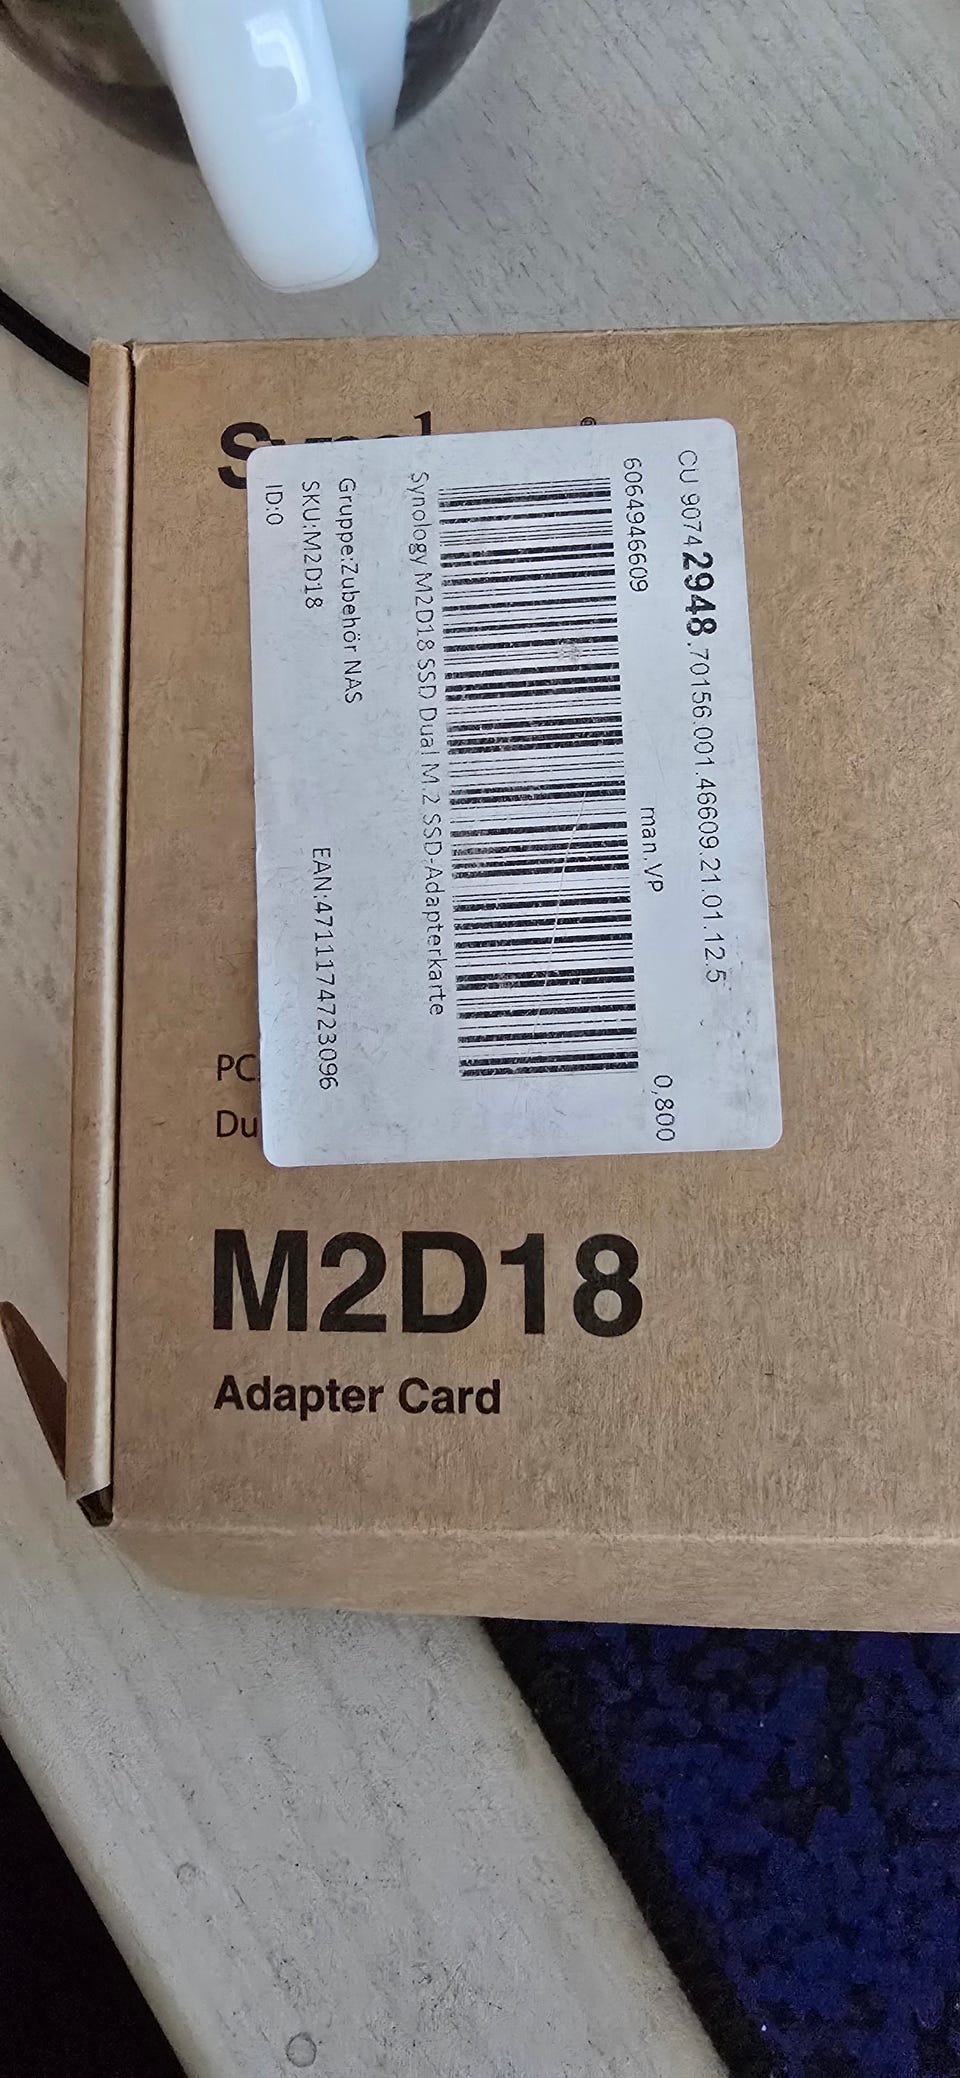 CU 90742948.70156.001.46609.21.01.12.5
6064946609 man.VP 0,800
Synology M2D18 SSD Dual M.2 SSD-Adapterkarte
Gruppe:Zubehör NAS
SKU:M2D18 EAN:4711174723096
ID:0
M2D18
Adapter Card